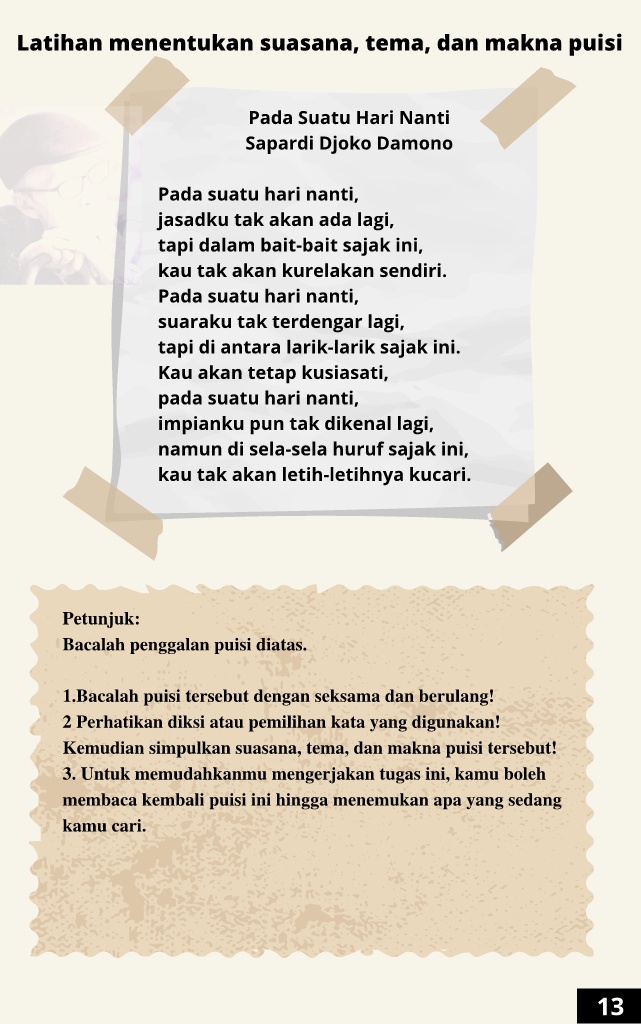 Latihan menentukan suasana, tema, dan makna puisi
Pada Suatu Hari Nanti
Sapardi Djoko Damono
Pada suatu hari nanti,
jasadku tak akan ada lagi,
tapi dalam bait-bait sajak ini,
kau tak akan kurelakan sendiri.
Pada suatu hari nanti,
suaraku tak terdengar lagi,
tapi di antara larik-larik sajak ini.
Kau akan tetap kusiasati,
pada suatu hari nanti,
impianku pun tak dikenal lagi,
namun di sela-sela huruf sajak ini,
kau tak akan letih-letihnya kucari.
Petunjuk:
Bacalah penggalan puisi diatas.
1.Bacalah puisi tersebut dengan seksama dan berulang!
2 Perhatikan diksi atau pemilihan kata yang digunakan!
Kemudian simpulkan suasana, tema, dan makna puisi tersebut!
3. Untuk memudahkanmu mengerjakan tugas ini, kamu boleh
membaca kembali puisi ini hingga menemukan apa yang sedang
kamu cari.
13